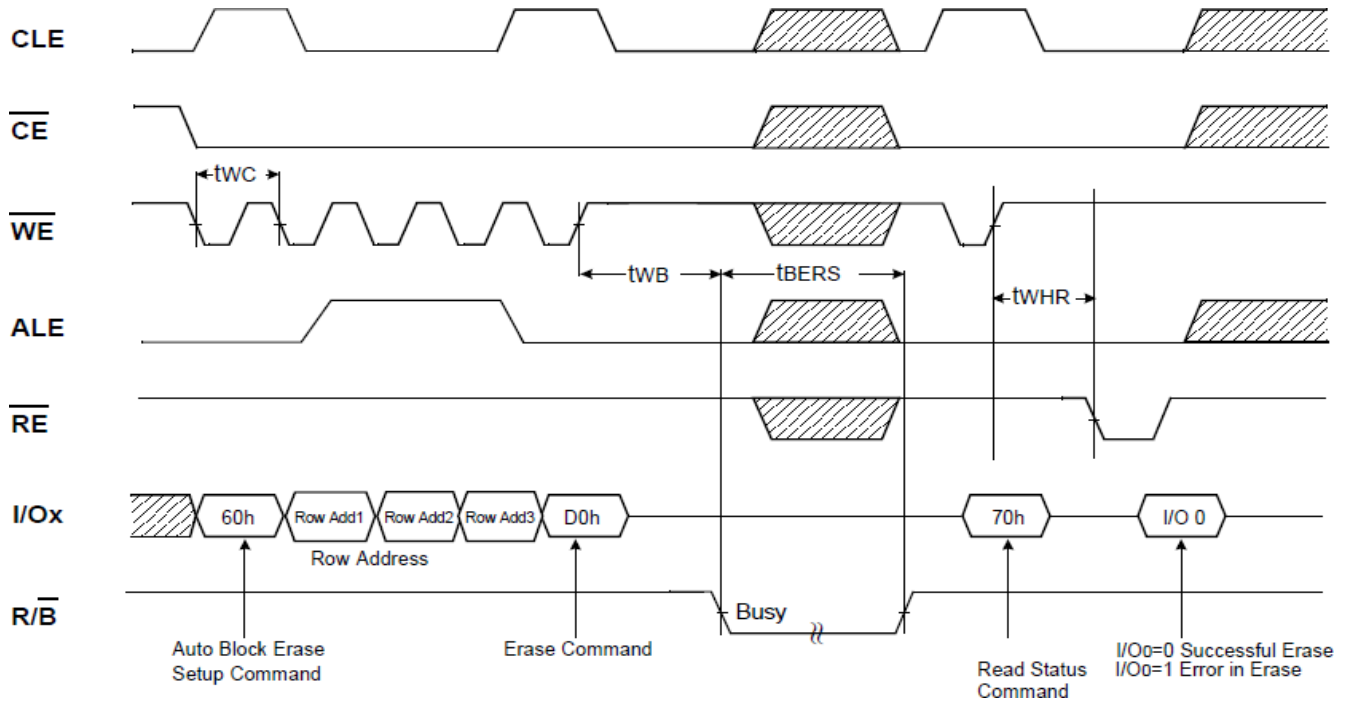 CLE
CE
tWC
WE
tWB
tBERS
tWHR
ALE
RE
I/Ox
60h
Row Add1
Row Add2
Row Add3
D0h
70h
I/O 0
Row Address
R/B
Busy
Auto Block Erase
Setup Command
Erase Command
Read Status
Command
I/O0=0 Successful Erase
I/O0=1 Error in Erase